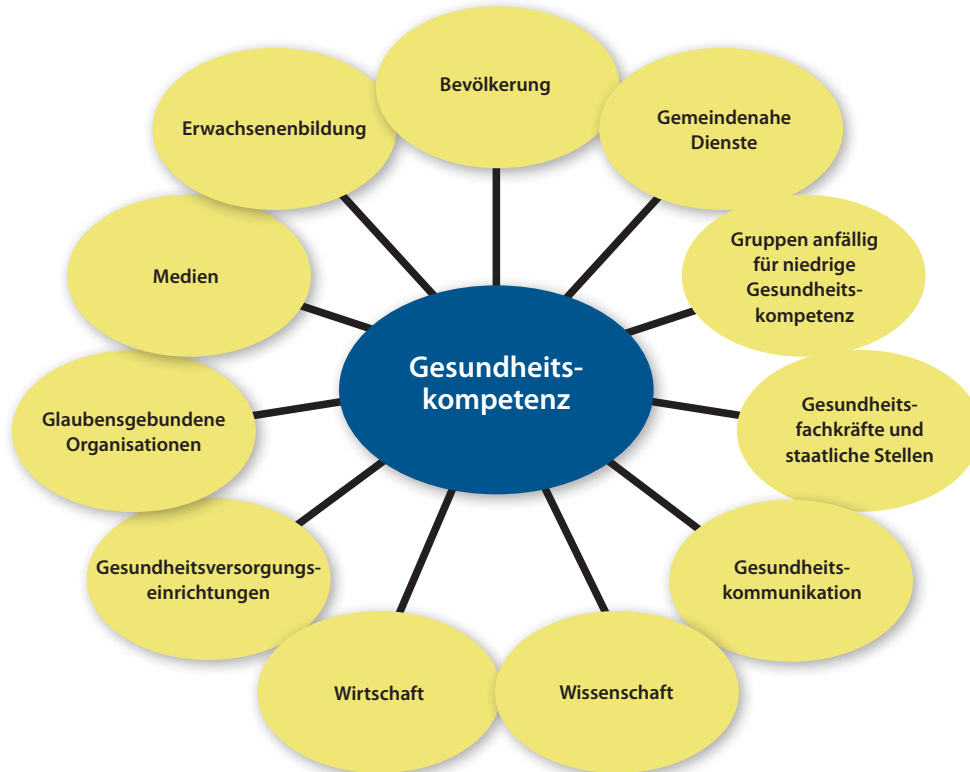 Bevölkerung
Gemeindenahe
Dienste
Gruppen anfällig
für niedrige
Gesundheits-
kompetenz
Gesundheits-
fachkräfte und
staatliche Stellen
Gesundheits-
kommunikation
Wissenschaft
Wirtschaft
Gesundheitsversorgungs-
einrichtungen
Glaubensgebundene
Organisationen
Medien
Erwachsenenbildung
Gesundheits-
kompetenz